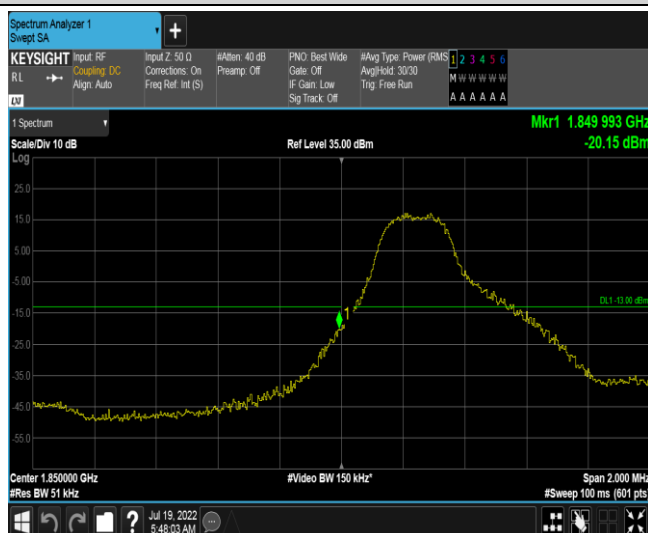 Spectrum Analyzer 1
Swept SA
+
KEYSIGHT Input: RF Input Z: 50 Ω #Atten: 40 dB PNO: Best Wide #Avg Type: Power (RMS 1 2 3 4 5 6
RL Coupling: DC Corrections: On Preamp: Off Gate: Off Avg|Hold: 30/30 M W W W W W
Align: Auto Freq Ref: Int (S) IF Gain: Low Trig: Free Run
Sig Track: Off A A A A A A
LXI
1 Spectrum Mkr1 1.849 993 GHz
Scale/Div 10 dB Ref Level 35.00 dBm -20.15 dBm
Log
25.0
15.0
5.00
-5.00
DL1 -13.00 dBm
-15.0
1
-25.0
-35.0
-45.0
-55.0
Center 1.850000 GHz #Video BW 150 kHz* Span 2.000 MHz
#Res BW 51 kHz #Sweep 100 ms (601 pts)
? Jul 19, 2022
5:48:03 AM